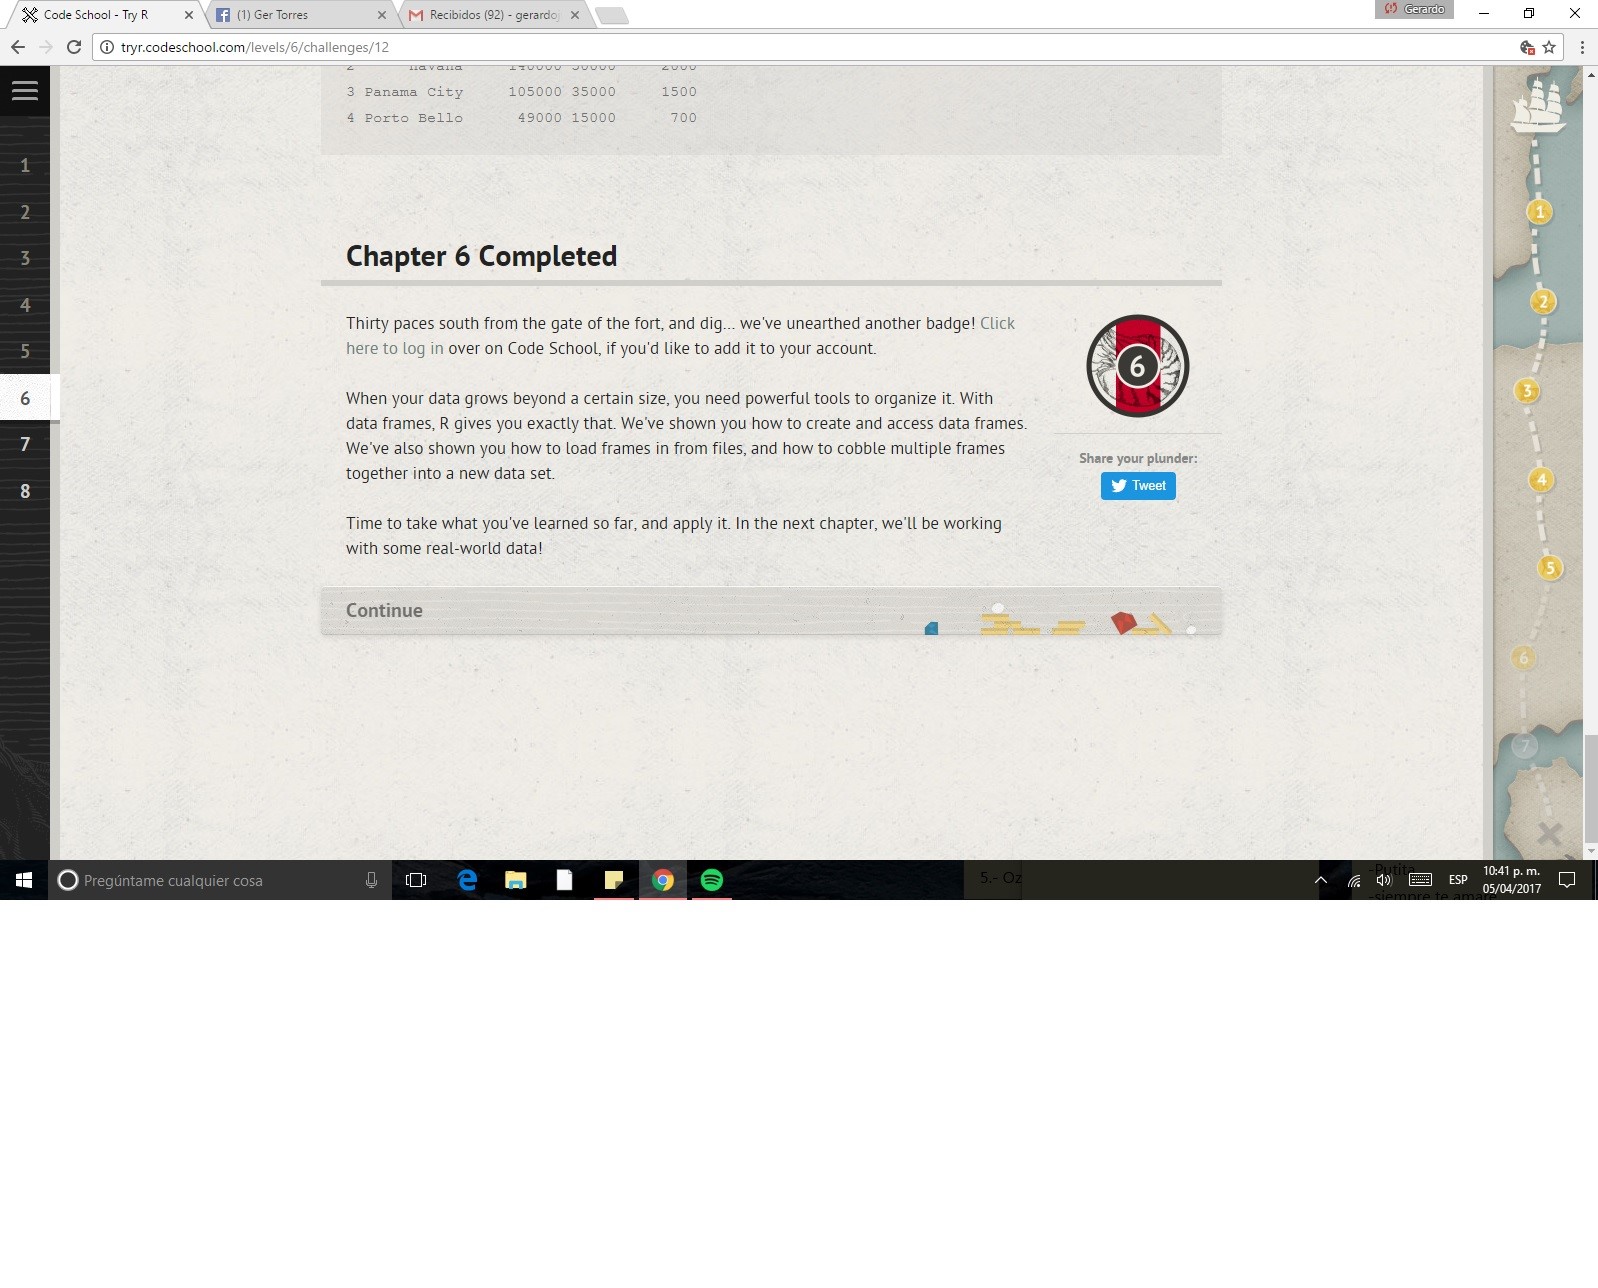 Code School - Try R
(1) Ger Torres
Recibidos (92) - gerardo
Gerardo
tryr.codeschool.com/levels/6/challenges/12
2 Havana 140000 50000 2000
3 Panama City 105000 35000 1500
4 Porto Bello 49000 15000 700
1
2
3
4
5
6
7
8
Chapter 6 Completed
Thirty paces south from the gate of the fort, and dig... we've unearthed another badge! Click
here to log in over on Code School, if you'd like to add it to your account.
When your data grows beyond a certain size, you need powerful tools to organize it. With
data frames, R gives you exactly that. We've shown you how to create and access data frames.
We've also shown you how to load frames in from files, and how to cobble multiple frames
together into a new data set.
Time to take what you've learned so far, and apply it. In the next chapter, we'll be working
with some real-world data!
6
Share your plunder:
Tweet
Continue
1
2
3
4
5
6
7
Pregúntame cualquier cosa
5.- Oz
-Putita
-siempre te amaré
ESP
10:41 p. m.
05/04/2017